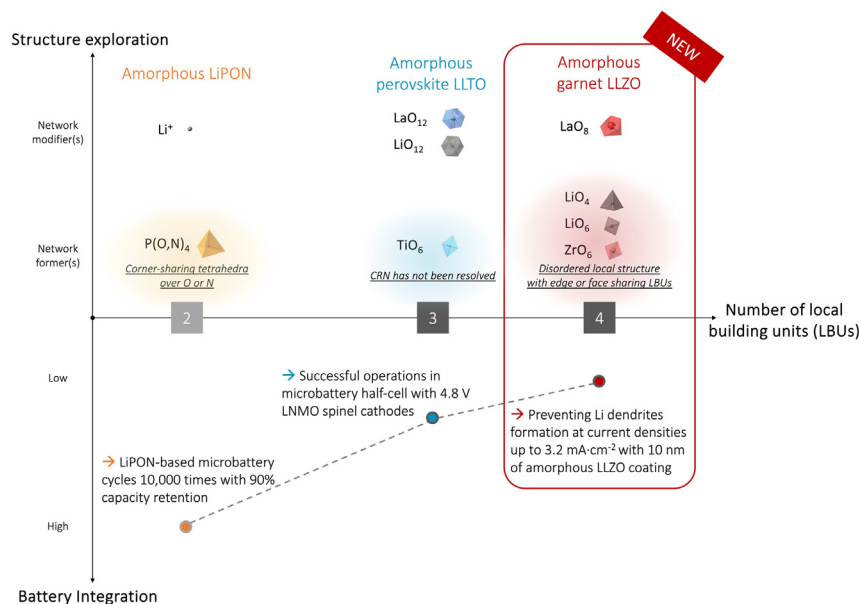 Structure exploration
NEW
Amorphous LiPON
Amorphous
perovskite LLTO
Amorphous
garnet LLZO
Network
modifier(s)
Li⁺
LaO₁₂
LiO₁₂
LaO₈
Network
former(s)
P(O,N)₄
Corner-sharing tetrahedra
over O or N
TiO₆
CRN has not been resolved
LiO₄
LiO₆
ZrO₆
Disordered local structure
with edge or face sharing LBUs
2
3
4
Number of local
building units (LBUs)
Low
→ Successful operations in
microbattery half-cell with 4.8 V
LNMO spinel cathodes
→ Preventing Li dendrites
formation at current densities
up to 3.2 mA·cm⁻² with 10 nm
of amorphous LLZO coating
→ LiPON-based microbattery
cycles 10,000 times with 90%
capacity retention
High
Battery Integration